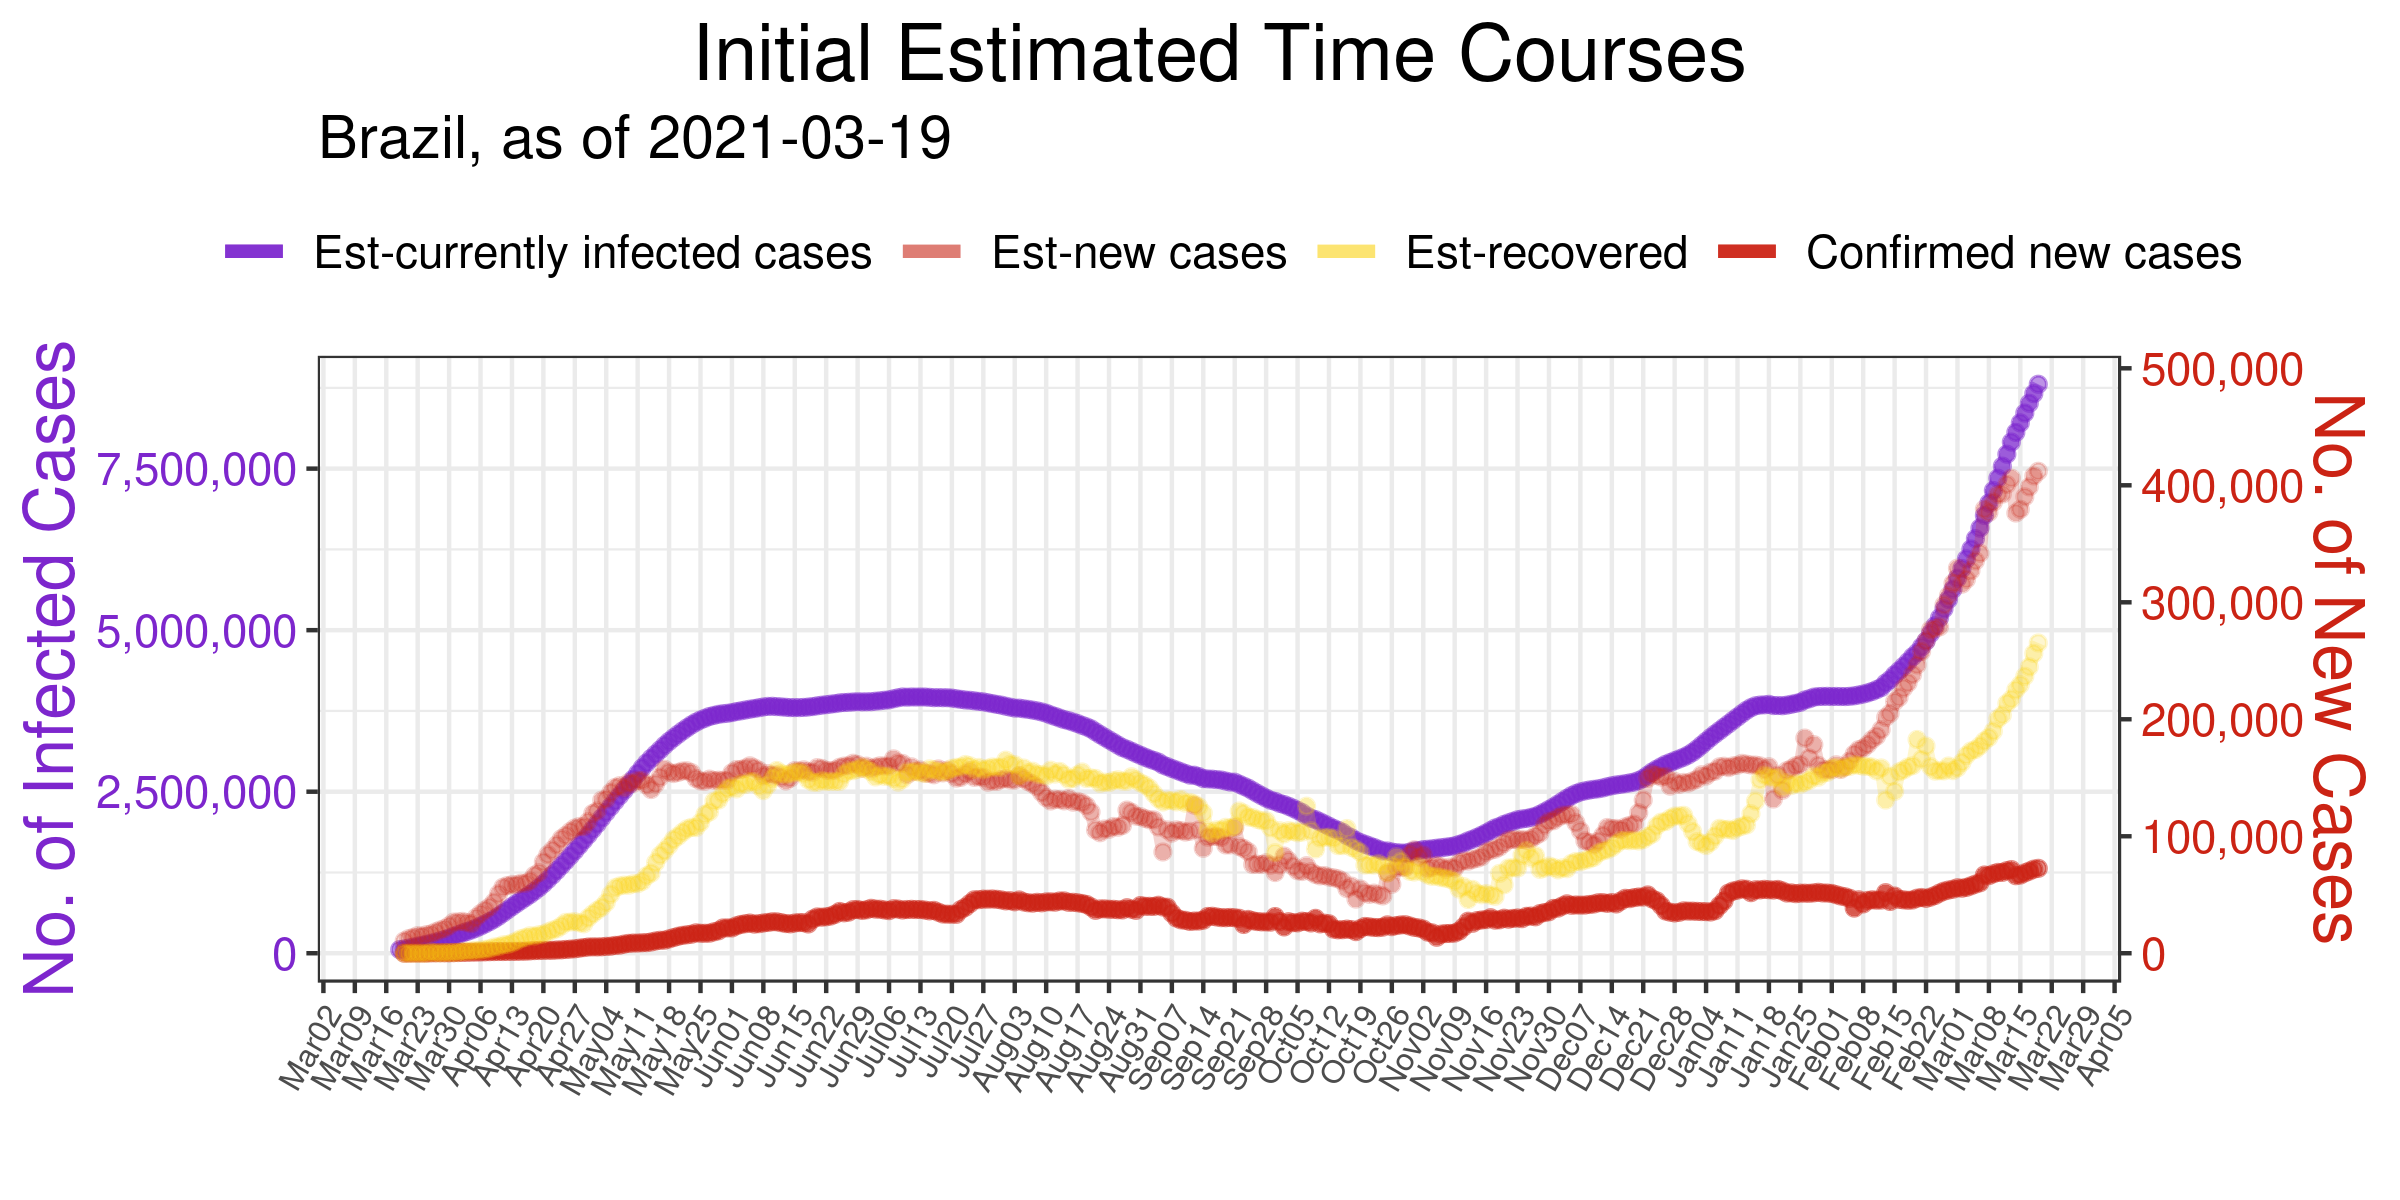 Initial Estimated Time Courses
Brazil, as of 2021-03-19
Est-currently infected cases Est-new cases Est-recovered Confirmed new cases
No. of Infected Cases
7,500,000
5,000,000
2,500,000
0
500,000
400,000
300,000
200,000
100,000
0
No. of New Cases
Mar02 Mar09 Mar16 Mar23 Mar30 Apr06 Apr13 Apr20 Apr27 May04 May11 May18 May25 Jun01 Jun08 Jun15 Jun22 Jun29 Jul06 Jul13 Jul20 Jul27 Aug03 Aug10 Aug17 Aug24 Aug31 Sep07 Sep14 Sep21 Sep28 Oct05 Oct12 Oct19 Oct26 Nov02 Nov09 Nov16 Nov23 Nov30 Dec07 Dec14 Dec21 Dec28 Dec04 Jan11 Jan18 Jan25 Feb01 Feb08 Feb15 Feb22 Mar01 Mar08 Mar15 Mar22 Mar29 Apr05